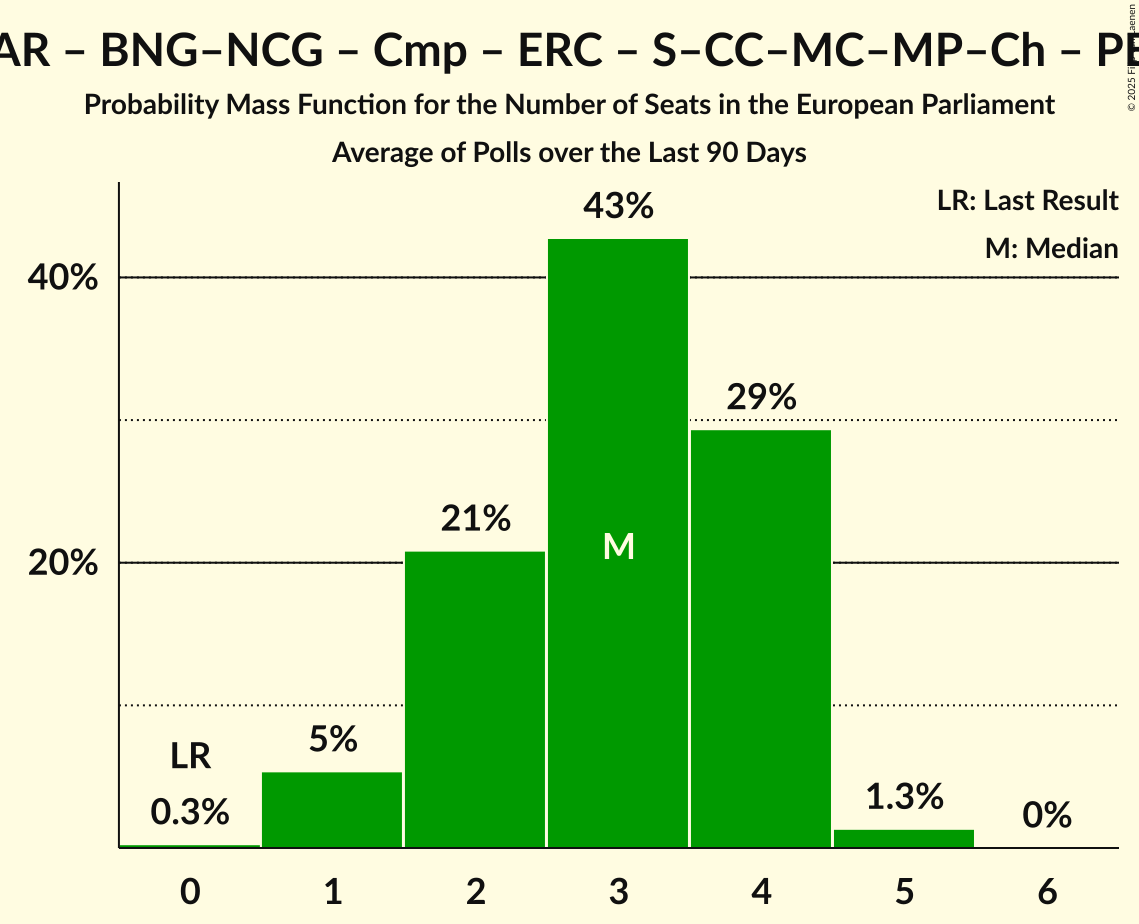 – BNG–NCG – Cmp – ERC – S–CC–MC–MP–Ch –
Probability Mass Function for the Number of Seats in the European Parliament
Average of Polls over the Last 90 Days
© 2025
LR: Last Result
M: Median
43%
40%
29%
21%
M
20%
LR
5%
0.3%
1.3%
0%
0 1 2 3 4 5 6